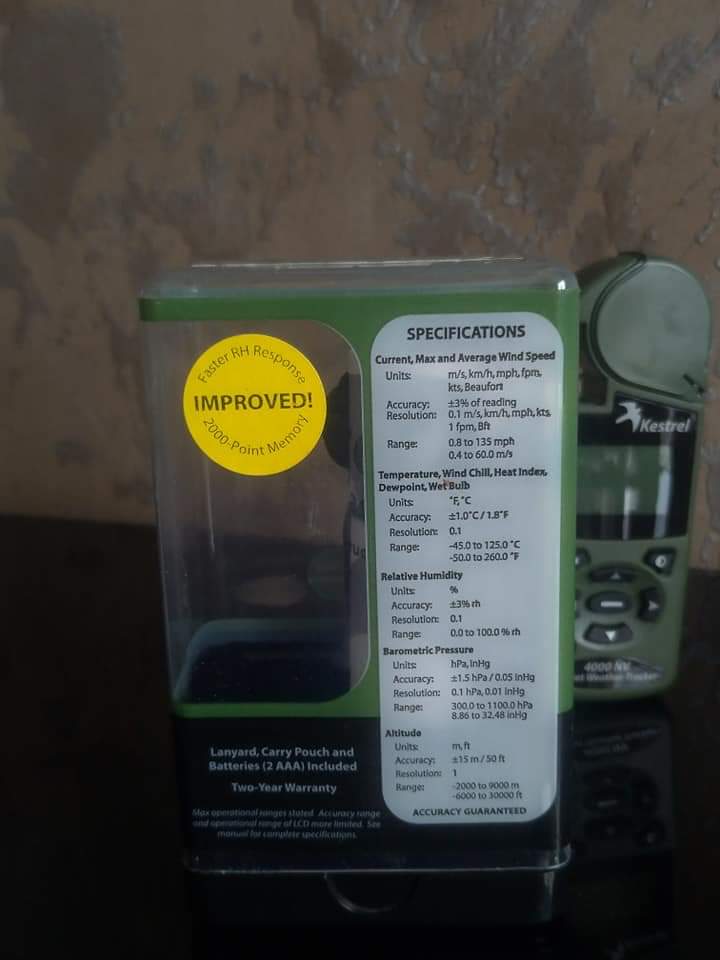 Faster RH Response
IMPROVED!
2000-Point Memory
SPECIFICATIONS
Current, Max and Average Wind Speed
Units: m/s, km/h, mph, fpm,
kts, Beaufort
Accuracy: ±3% of reading
Resolution: 0.1 m/s, km/h, mph, kts,
1 fpm, Bft
Range: 0.8 to 135 mph
0.4 to 60.0 m/s
Temperature, Wind Chill, Heat Index,
Dewpoint, Wet Bulb
Units: °F, °C
Accuracy: ±1.0°C / 1.8°F
Resolution: 0.1
Range: -45.0 to 125.0 °C
-50.0 to 260.0 °F
Relative Humidity
Units: %
Accuracy: ±3% rh
Resolution: 0.1
Range: 0.0 to 100.0 % rh
Barometric Pressure
Units: hPa, inHg
Accuracy: ±1.5 hPa / 0.05 inHg
Resolution: 0.1 hPa, 0.01 inHg
Range: 300.0 to 1100.0 hPa
8.86 to 32.48 inHg
Altitude
Units: m, ft
Accuracy: ±15 m / 50 ft
Resolution: 1
Range: -2000 to 9000 m
-6000 to 30000 ft
ACCURACY GUARANTEED
Lanyard, Carry Pouch and
Batteries (2 AAA) Included
Two-Year Warranty
Max operational ranges stated. Accuracy range
and operational range of LCD more limited. See
manual for complete specifications.
Kestrel
4000 NV
Weather Tracker